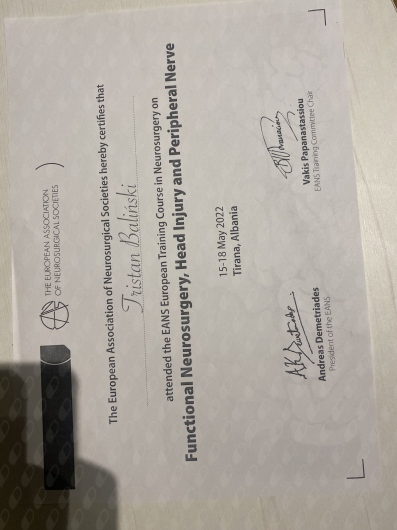 THE EUROPEAN ASSOCIATION
OF NEUROSURGICAL SOCIETIES
The European Association of Neurosurgical Societies hereby certifies that
Tristan Baliński
attended the EANS European Training Course in Neurosurgery on
Functional Neurosurgery, Head Injury and Peripheral Nerve
15-18 May 2022
Tirana, Albania
Andreas Demetriades
President of the EANS
Vakis Papanastassiou
EANS Training Committee Chair